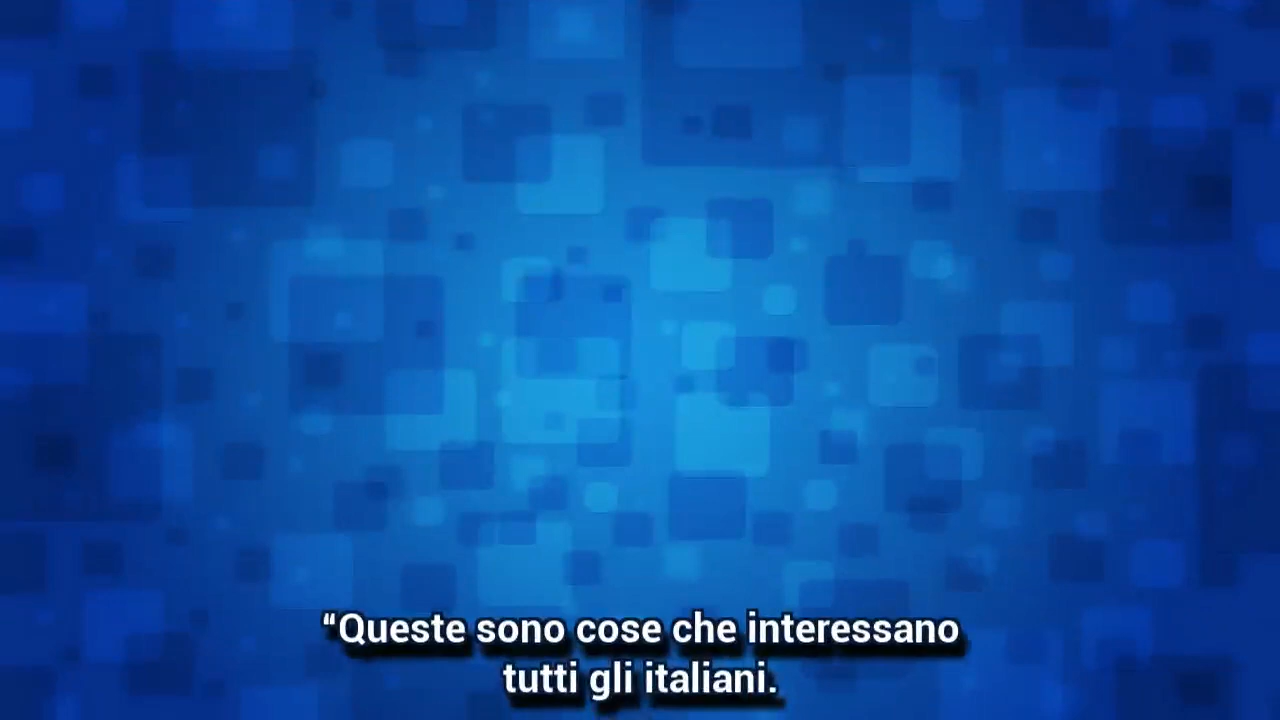 “Queste sono cose che interessano
tutti gli italiani.